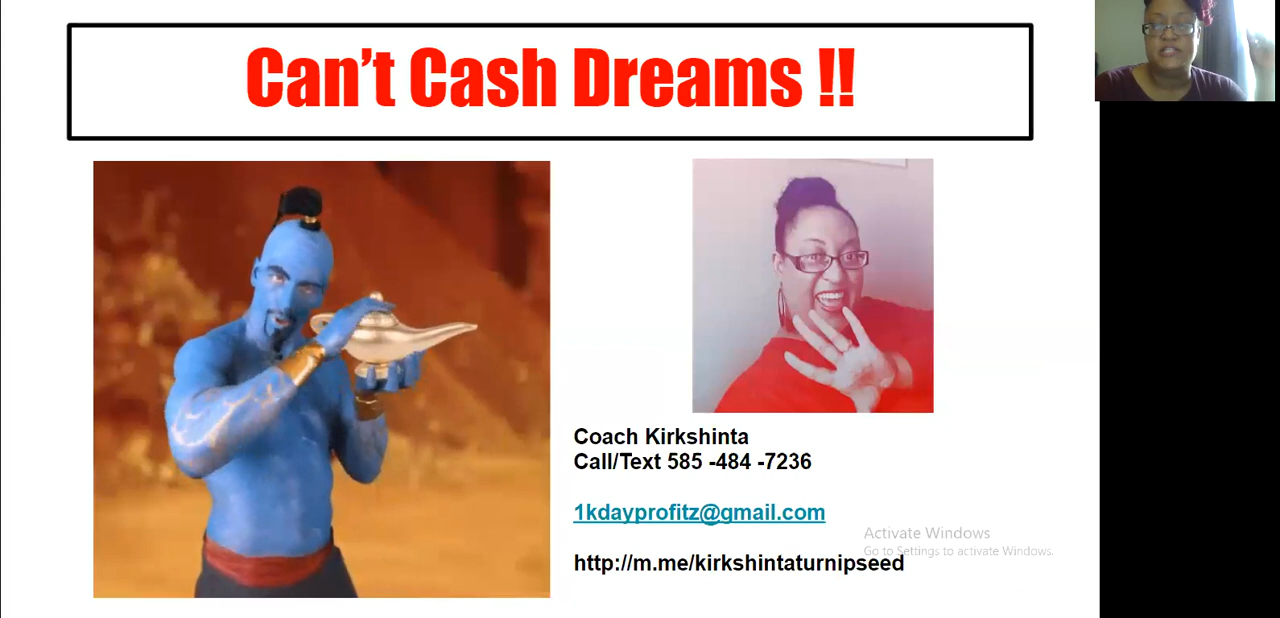 Can't Cash Dreams !!
Coach Kirkshinta
Call/Text 585 -484 -7236
1kdayprofitz@gmail.com
Activate Windows
Go to Settings to activate Windows.
http://m.me/kirkshintaturnipseed